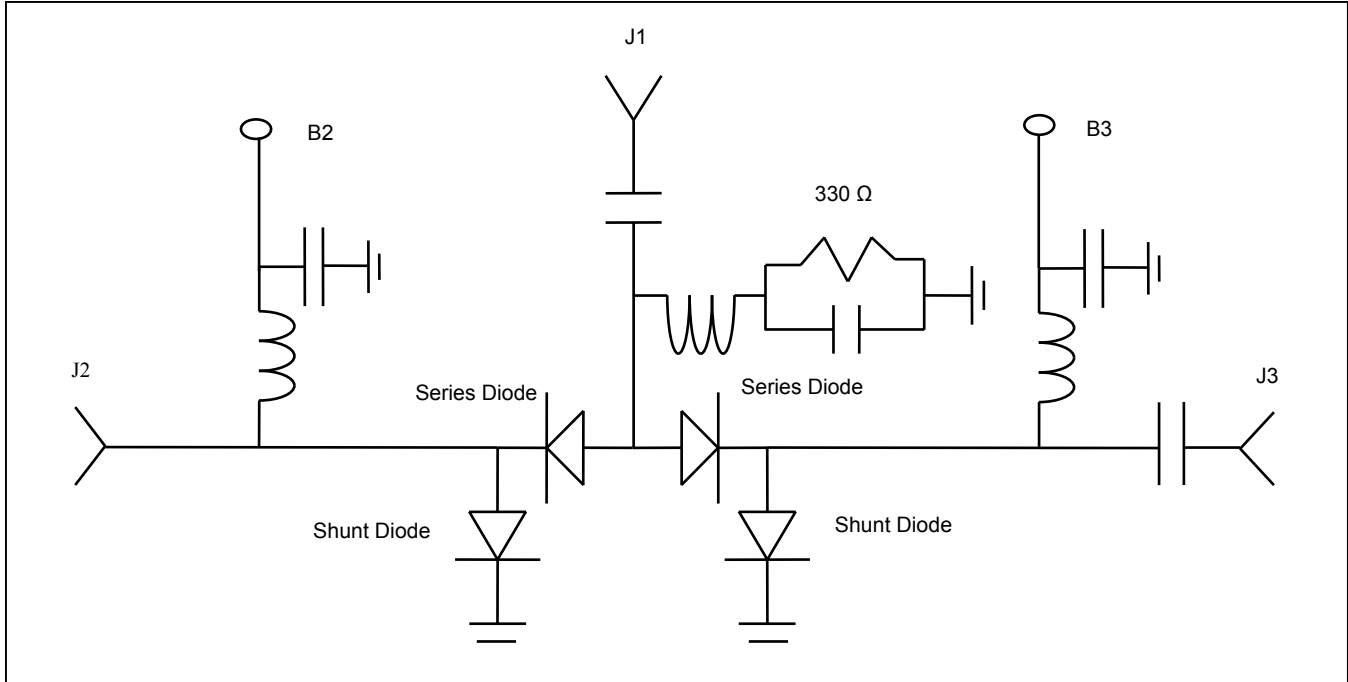 J1
B2
B3
330 Ω
J2
Series Diode
Series Diode
J3
Shunt Diode
Shunt Diode